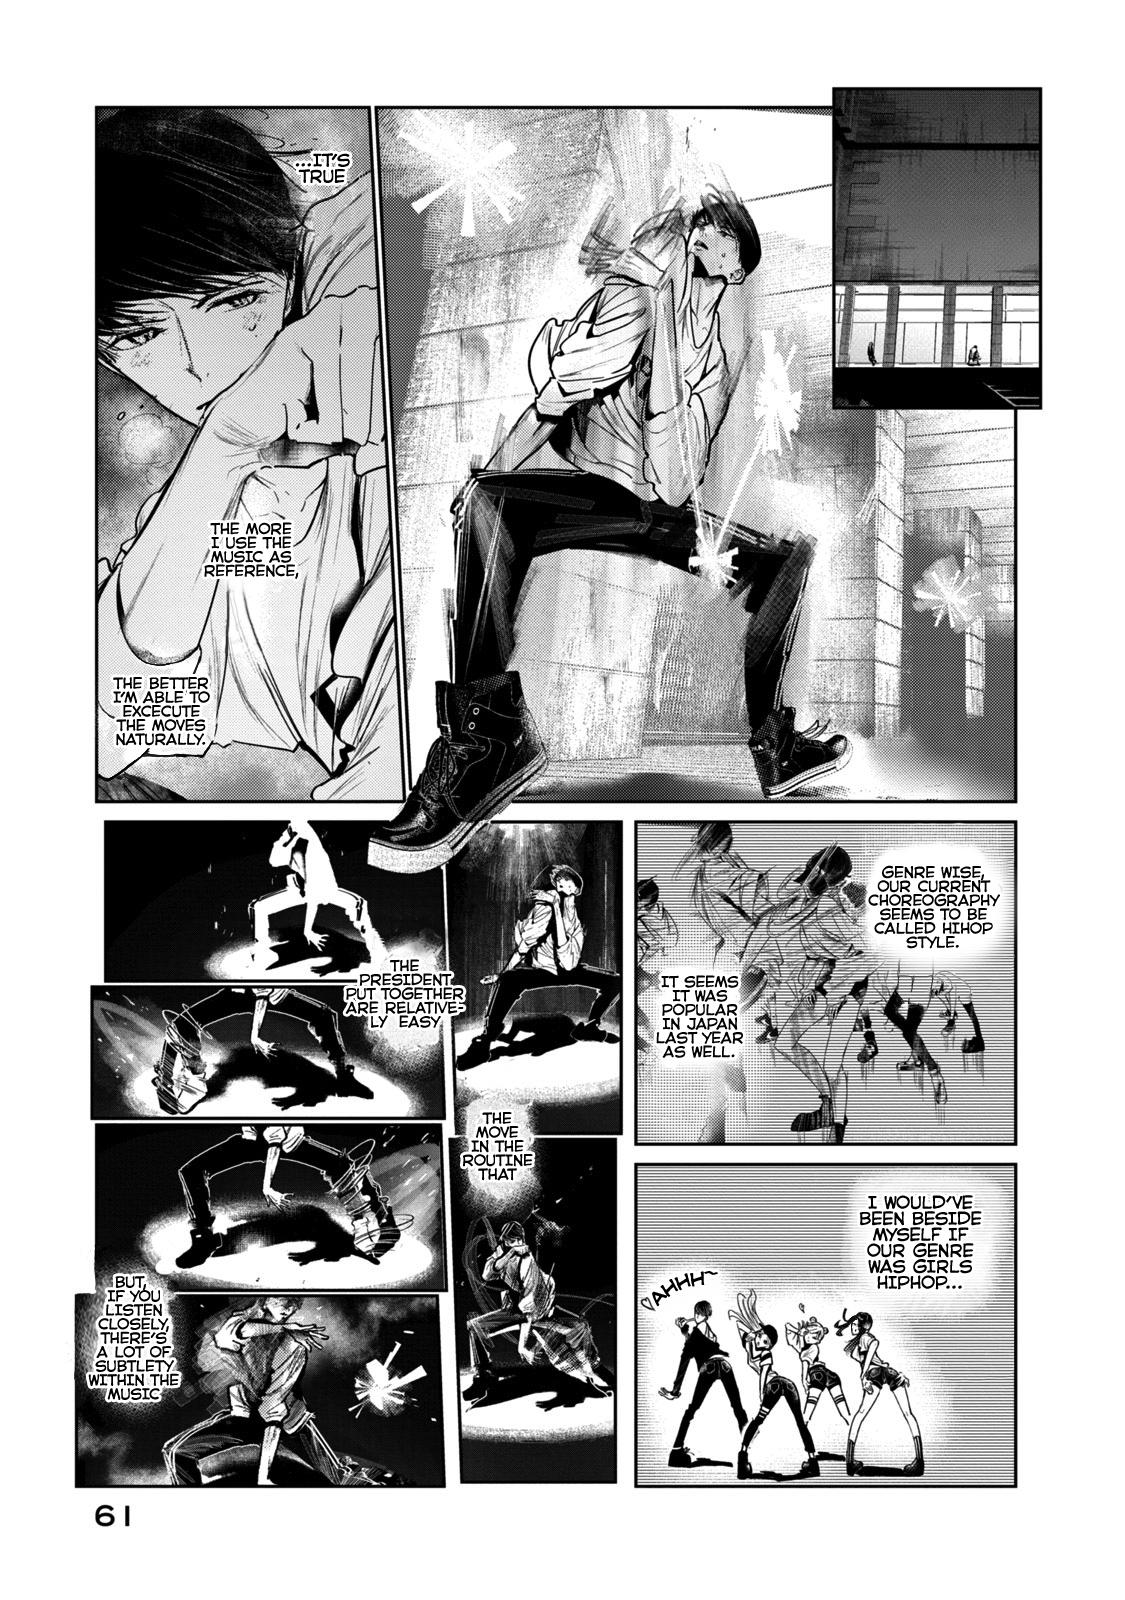 ...IT'S
TRUE
THE MORE
I USE THE
MUSIC AS
REFERENCE,
THE BETTER
I'M ABLE TO
EXCECUTE
THE MOVES
NATURALLY.
GENRE WISE,
OUR CURRENT
CHOREOGRAPHY
SEEMS TO BE
CALLED HIHOP
STYLE.
IT SEEMS
IT WAS
POPULAR
IN JAPAN
LAST YEAR
AS WELL.
I WOULD'VE
BEEN BESIDE
MYSELF IF
OUR GENRE
WAS GIRLS
HIPHOP...
♡AHHH~
THE
MOVE
IN THE
ROUTINE
THAT
THE
PRESIDENT
PUT TOGETHER
ARE RELATIVE-
LY EASY
BUT,
IF YOU
LISTEN
CLOSELY,
THERE'S
A LOT OF
SUBTLETY
WITHIN THE
MUSIC
61